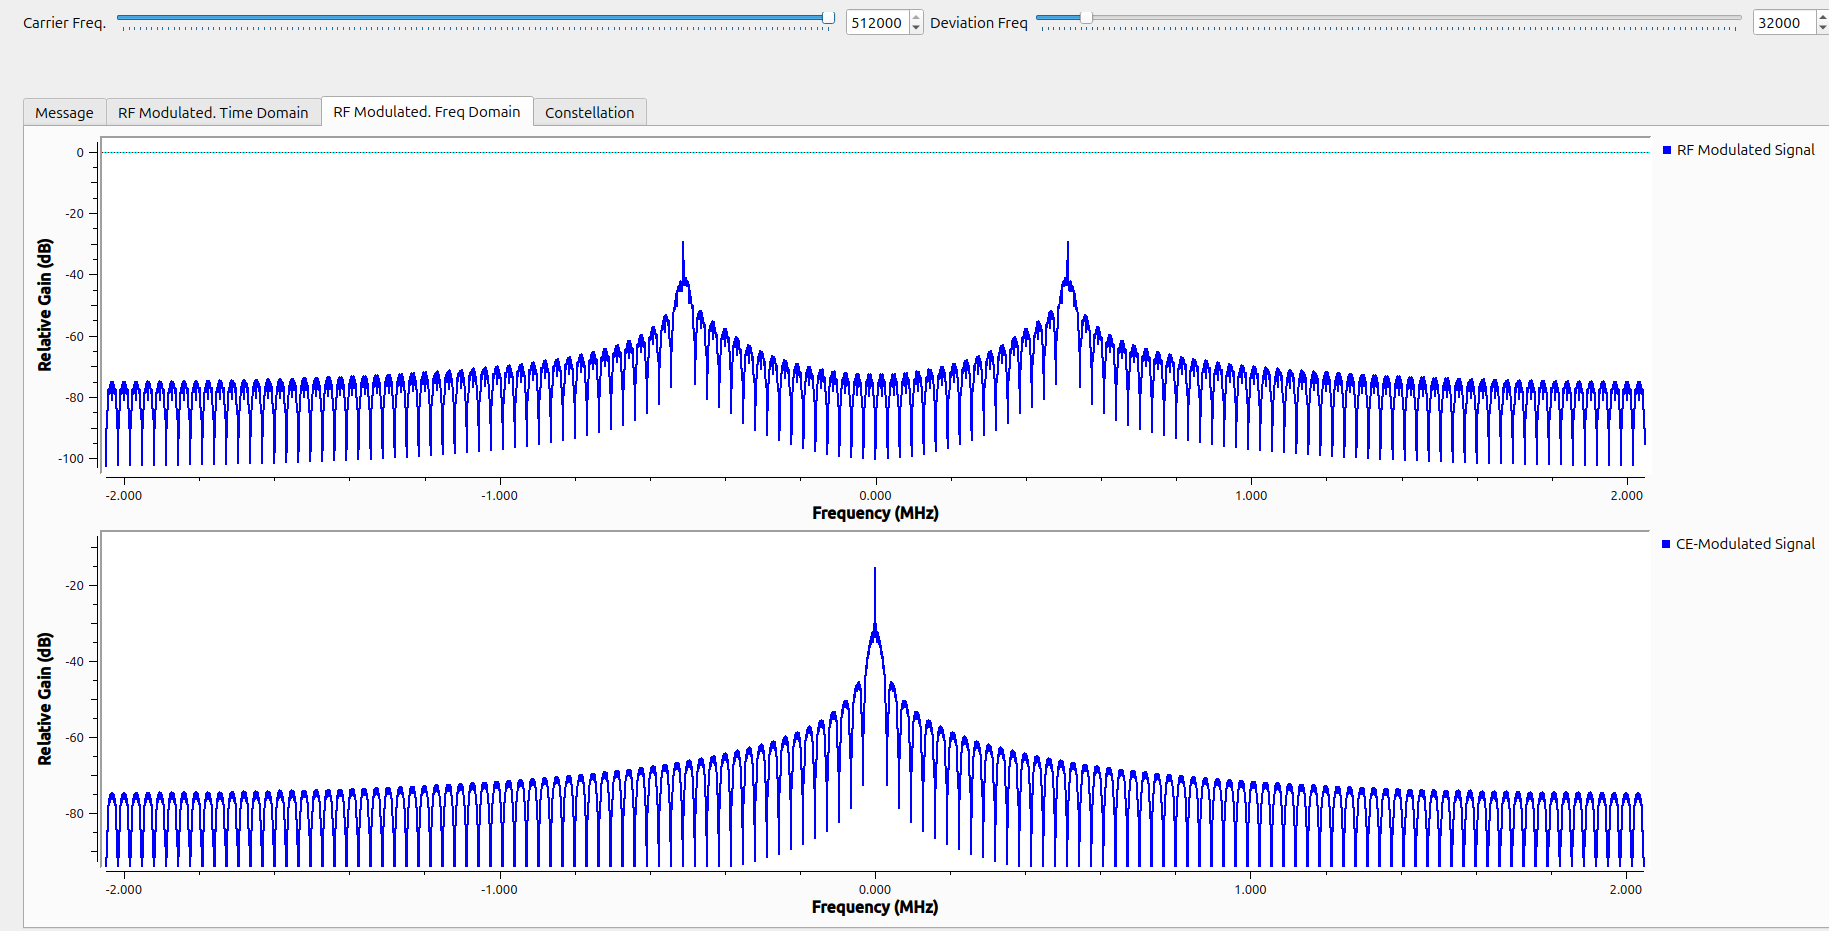 Carrier Freq. 512000 Deviation Freq 32000
Message RF Modulated. Time Domain RF Modulated. Freq Domain Constellation
RF Modulated Signal
Relative Gain (dB)
0
-20
-40
-60
-80
-100
-2.000 -1.000 0.000 1.000 2.000
Frequency (MHz)
CE-Modulated Signal
Relative Gain (dB)
-20
-40
-60
-80
-2.000 -1.000 0.000 1.000 2.000
Frequency (MHz)